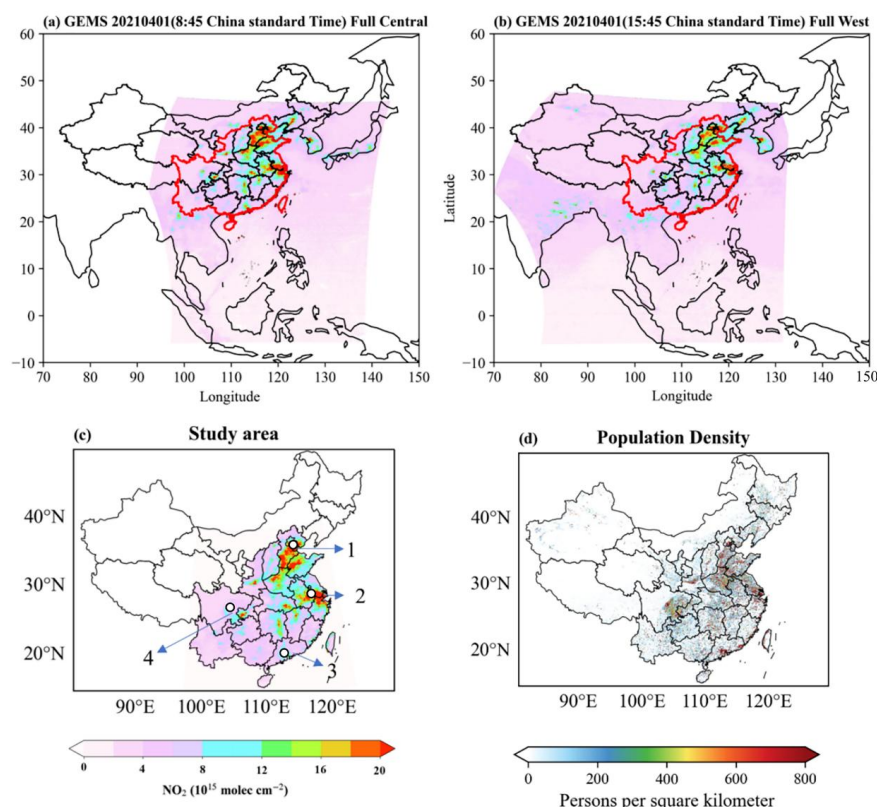 (a) GEMS 20210401(8:45 China standard Time) Full Central
60
50
40
30
20
10
0
−10
70 80 90 100 110 120 130 140 150
Longitude
(b) GEMS 20210401(15:45 China standard Time) Full West
Latitude
60
50
40
30
20
10
0
−10
70 80 90 100 110 120 130 140 150
Longitude
(c) Study area
40°N
30°N
20°N
1
2
3
4
90°E 100°E 110°E 120°E
0 4 8 12 16 20
NO₂ (10¹⁵ molec cm⁻²)
(d) Population Density
40°N
30°N
20°N
90°E 100°E 110°E 120°E
0 200 400 600 800
Persons per square kilometer